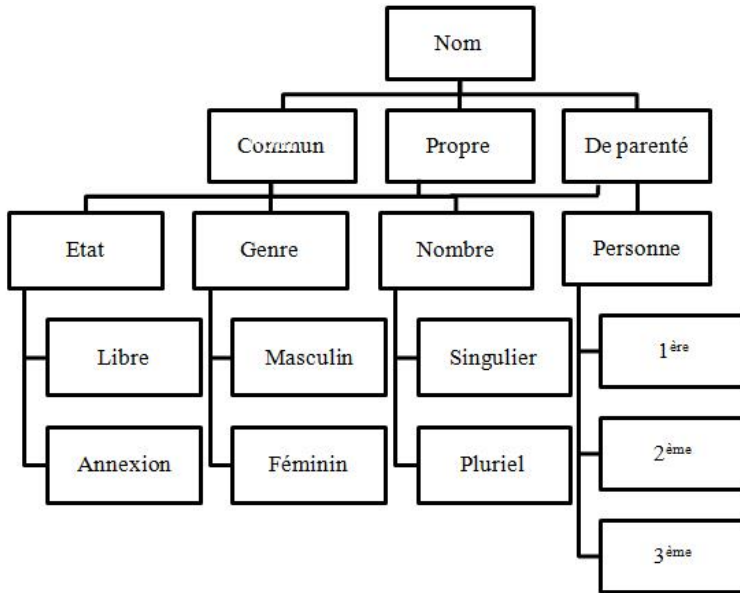 Nom
Commun
Propre
De parenté
Etat
Genre
Nombre
Personne
Libre
Masculin
Singulier
1ère
Annexion
Féminin
Pluriel
2ème
3ème